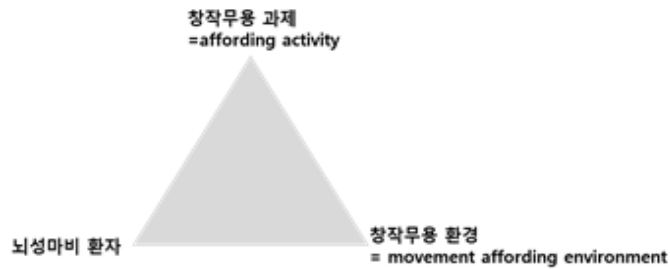 창작무용 과제
=affording activity
뇌성마비 환자
창작무용 환경
= movement affording environment